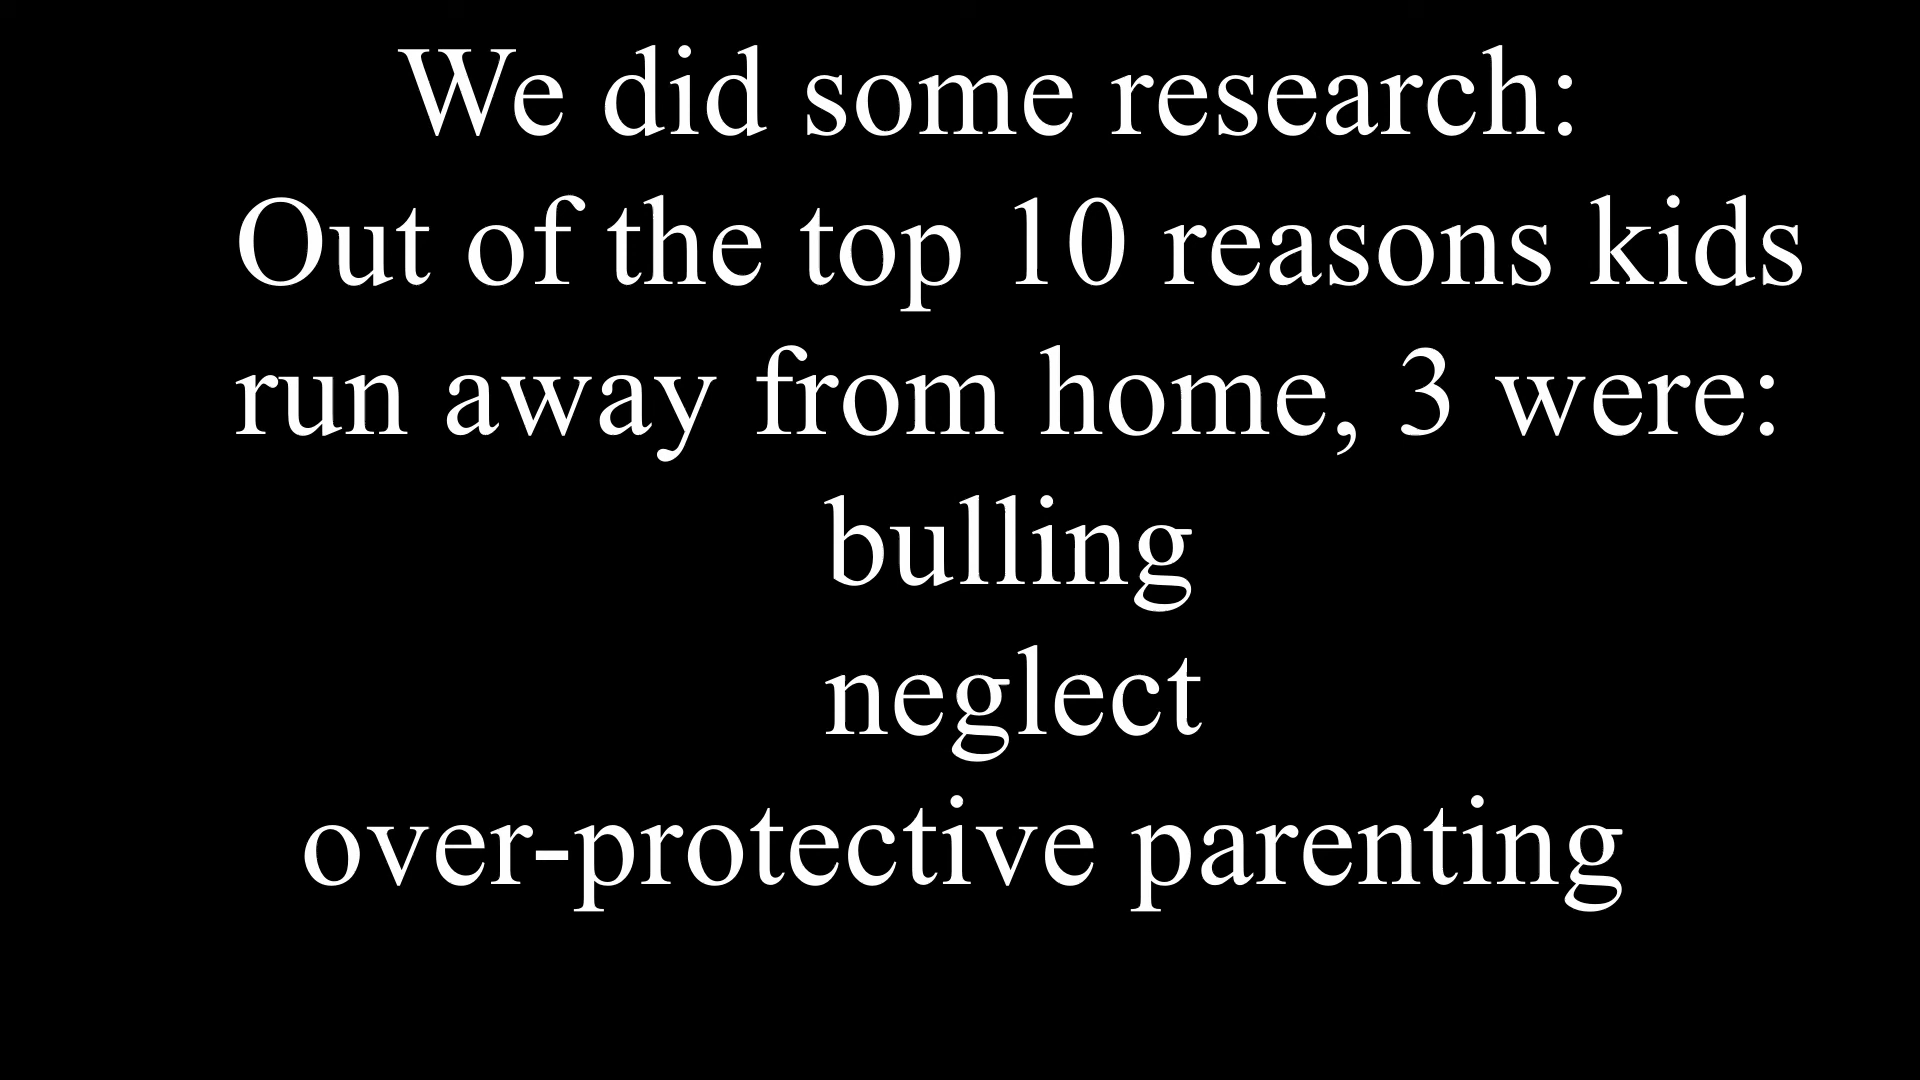 We did some research:
Out of the top 10 reasons kids
run away from home, 3 were:
bulling
neglect
over-protective parenting